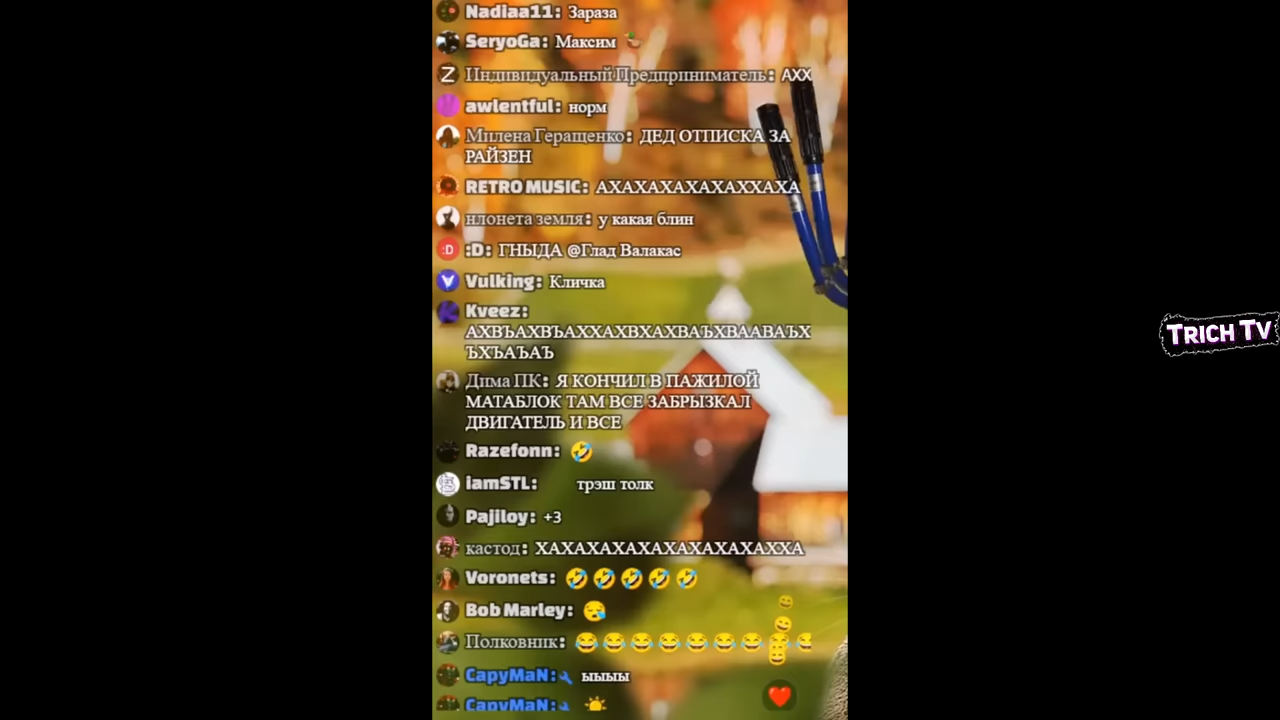 Nadiaa11: Зараза
SeryoGa: Максим
Z Индивидуальный Предприниматель: АХХ
awlentful: норм
Милена Геращенко: ДЕД ОТПИСКА ЗА
РАЙЗЕН
RETRO MUSIC: АХАХАХАХАХАХХАХА
нлонета земля: у какая блин
:D :D: ГНЫДА @Глад Валакас
Vulking: Кличка
Kveez:
АХВЪАХВЪАХХАХВХАХВАЪХВААВАЪХ
ЪХЪАЪАЪ
Дима ПК: Я КОНЧИЛ В ПАЖИЛОЙ
МАТАБЛОК ТАМ ВСЕ ЗАБРЫЗКАЛ
ДВИГАТЕЛЬ И ВСЕ
Razefonn: 🤣
iamSTL: трэш толк
Pajiloy: +3
кастод: ХАХАХАХАХАХАХАХАХАХХА
Voronets: 🤣🤣🤣🤣🤣
Bob Marley: 😪
Полковник: 😂😂😂😂😂😂😂😂😂
CapyMaN: ыыыы
CapyMaN: ☀️
TRICH TV